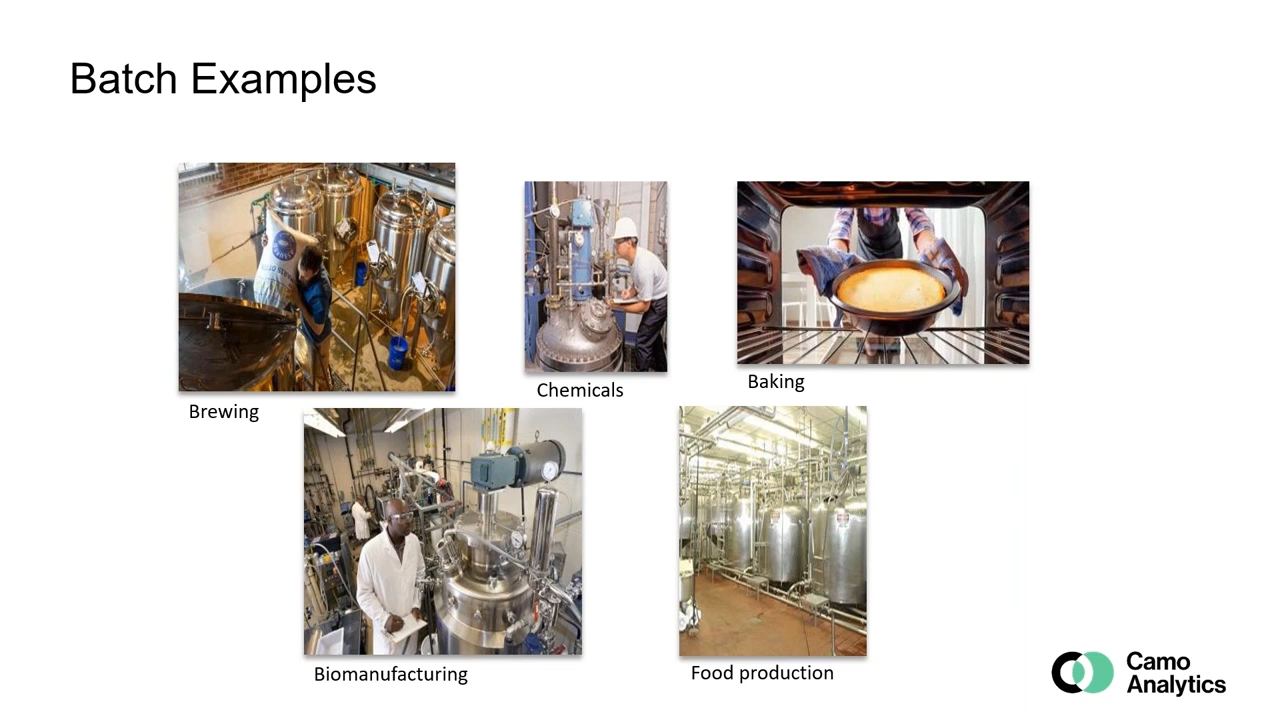 Batch Examples
Brewing
Chemicals
Baking
Biomanufacturing
Food production
Camo
Analytics